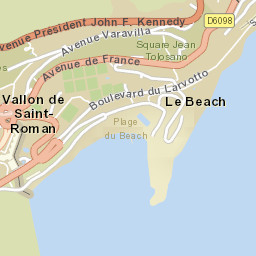 Avenue Président John F. Kennedy
D6098
Avenue Varavilla
Square Jean
Tolosano
Avenue de France
Boulevard du Larvotto
Vallon de
Saint-
Roman
Le Beach
Plage
du Beach